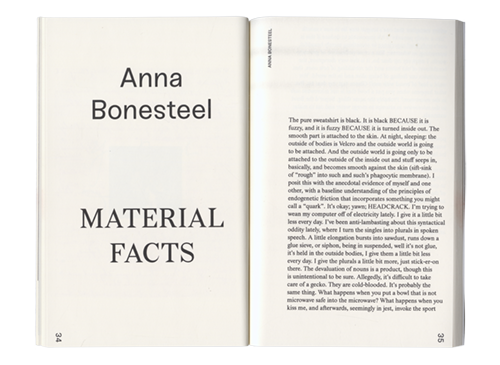 Anna
Bonesteel
MATERIAL
FACTS
34
ANNA BONESTEEL
The pure sweatshirt is black. It is black BECAUSE it is
fuzzy, and it is fuzzy BECAUSE it is turned inside out. The
smooth part is attached to the skin. At night, sleeping: the
outside of bodies is Velcro and the outside world is going
to be attached. And the outside world is going only to be
attached to the outside of the inside out and stuff seeps in,
basically, and becomes smooth against the skin (sift-sink
of “rough” into such and such’s phagocytic membrane). I
posit this with the anecdotal evidence of myself and one
other, with a baseline understanding of the principles of
endogenetic friction that incorporates something you might
call a “quark”. It’s okay; yawn; HEADCRACK. I’m trying to
wean my computer off of electricity lately. I give it a little bit
less every day. I’ve been anti-lambasting about this syntactical
oddity lately, where I turn the singles into plurals in spoken
speech. A little elongation bursts into sawdust, runs down a
glue sieve, or siphon, being in suspended, well it’s not glue,
it’s held in the outside bodies, I give them a little bit less
every day. I give the plurals a little bit more, just stick-er-on
there. The devaluation of nouns is a product, though this
is unintentional to be sure. Allegedly, it’s difficult to take
care of a gecko. They are cold-blooded. It’s probably the
same thing. What happens when you put a bowl that is not
microwave safe into the microwave? What happens when you
kiss me, and afterwards, seemingly in jest, invoke the sport
35